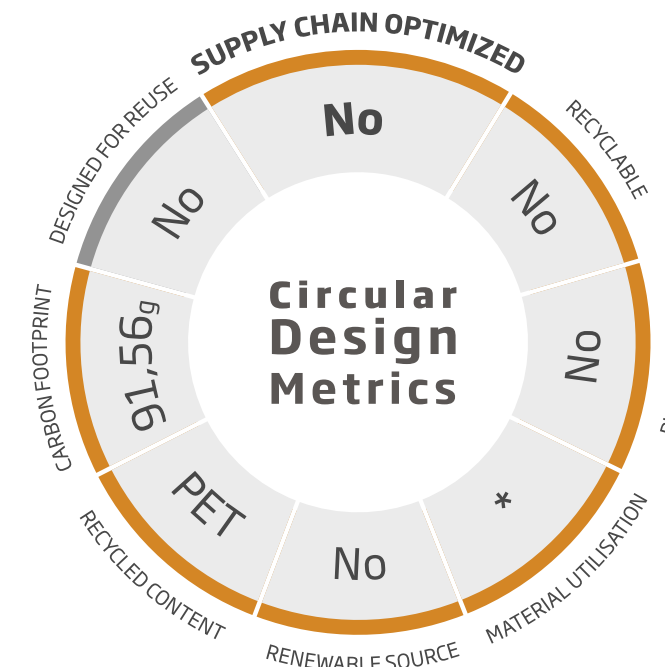 SUPPLY CHAIN OPTIMIZED
No
RECYCLABLE
No
No
MATERIAL UTILISATION
*
RENEWABLE SOURCE
No
RECYCLED CONTENT
PET
CARBON FOOTPRINT
91,56g
DESIGNED FOR REUSE
No
Circular
Design
Metrics